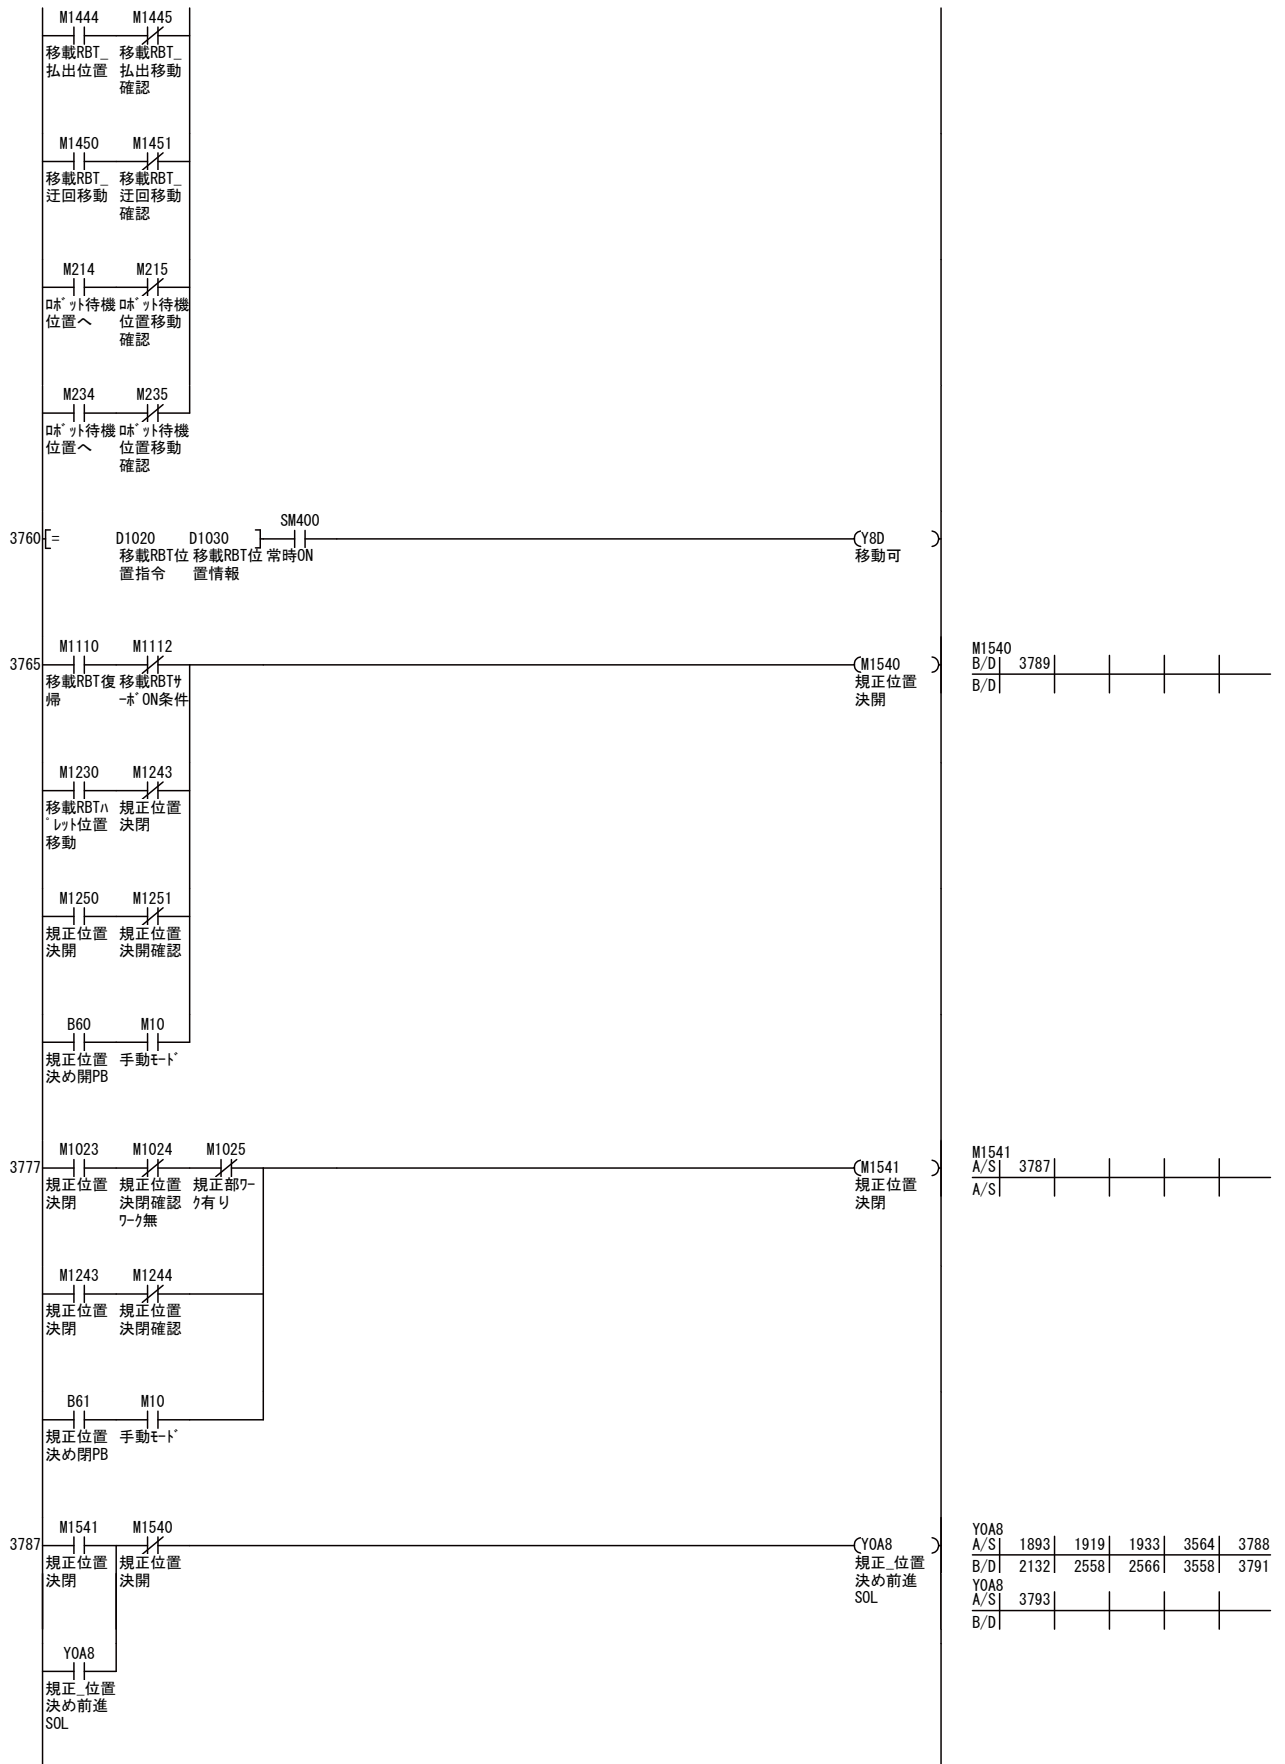 M1444 M1445
移載RBT_ 移載RBT_
払出位置 払出移動
確認
M1450 M1451
移載RBT_ 移載RBT_
迂回移動 迂回移動
確認
M214 M215
ﾛﾎﾞｯﾄ待機 ﾛﾎﾞｯﾄ待機
位置へ 位置移動
確認
M234 M235
ﾛﾎﾞｯﾄ待機 ﾛﾎﾞｯﾄ待機
位置へ 位置移動
確認
SM400
3760 [= D1020 D1030 ] (Y8D )
移載RBT位 移載RBT位 常時ON 移動可
置指令 置情報
M1110 M1112
3765 (M1540 )
移載RBT復 移載RBTｻ 規正位置
帰 ｰﾎﾞON条件 決開
M1540
B/D 3789
B/D
M1230 M1243
移載RBTﾊ 規正位置
ﾟﾚｯﾄ位置 決閉
移動
M1250 M1251
規正位置 規正位置
決開 決開確認
B60 M10
規正位置 手動ﾓｰﾄﾞ
決め開PB
M1023 M1024 M1025
3777 (M1541 )
規正位置 規正位置 規正部ﾜｰ 規正位置
決閉 決閉確認 ｸ有り 決閉
ﾜｰｸ無
M1541
A/S 3787
A/S
M1243 M1244
規正位置 規正位置
決閉 決閉確認
B61 M10
規正位置 手動ﾓｰﾄﾞ
決め閉PB
M1541 M1540
3787 (Y0A8 )
規正位置 規正位置 規正_位置
決閉 決開 決め前進
SOL
Y0A8
A/S 1893 1919 1933 3564 3788
B/D 2132 2558 2566 3558 3791
Y0A8
A/S 3793
B/D
Y0A8
規正_位置
決め前進
SOL